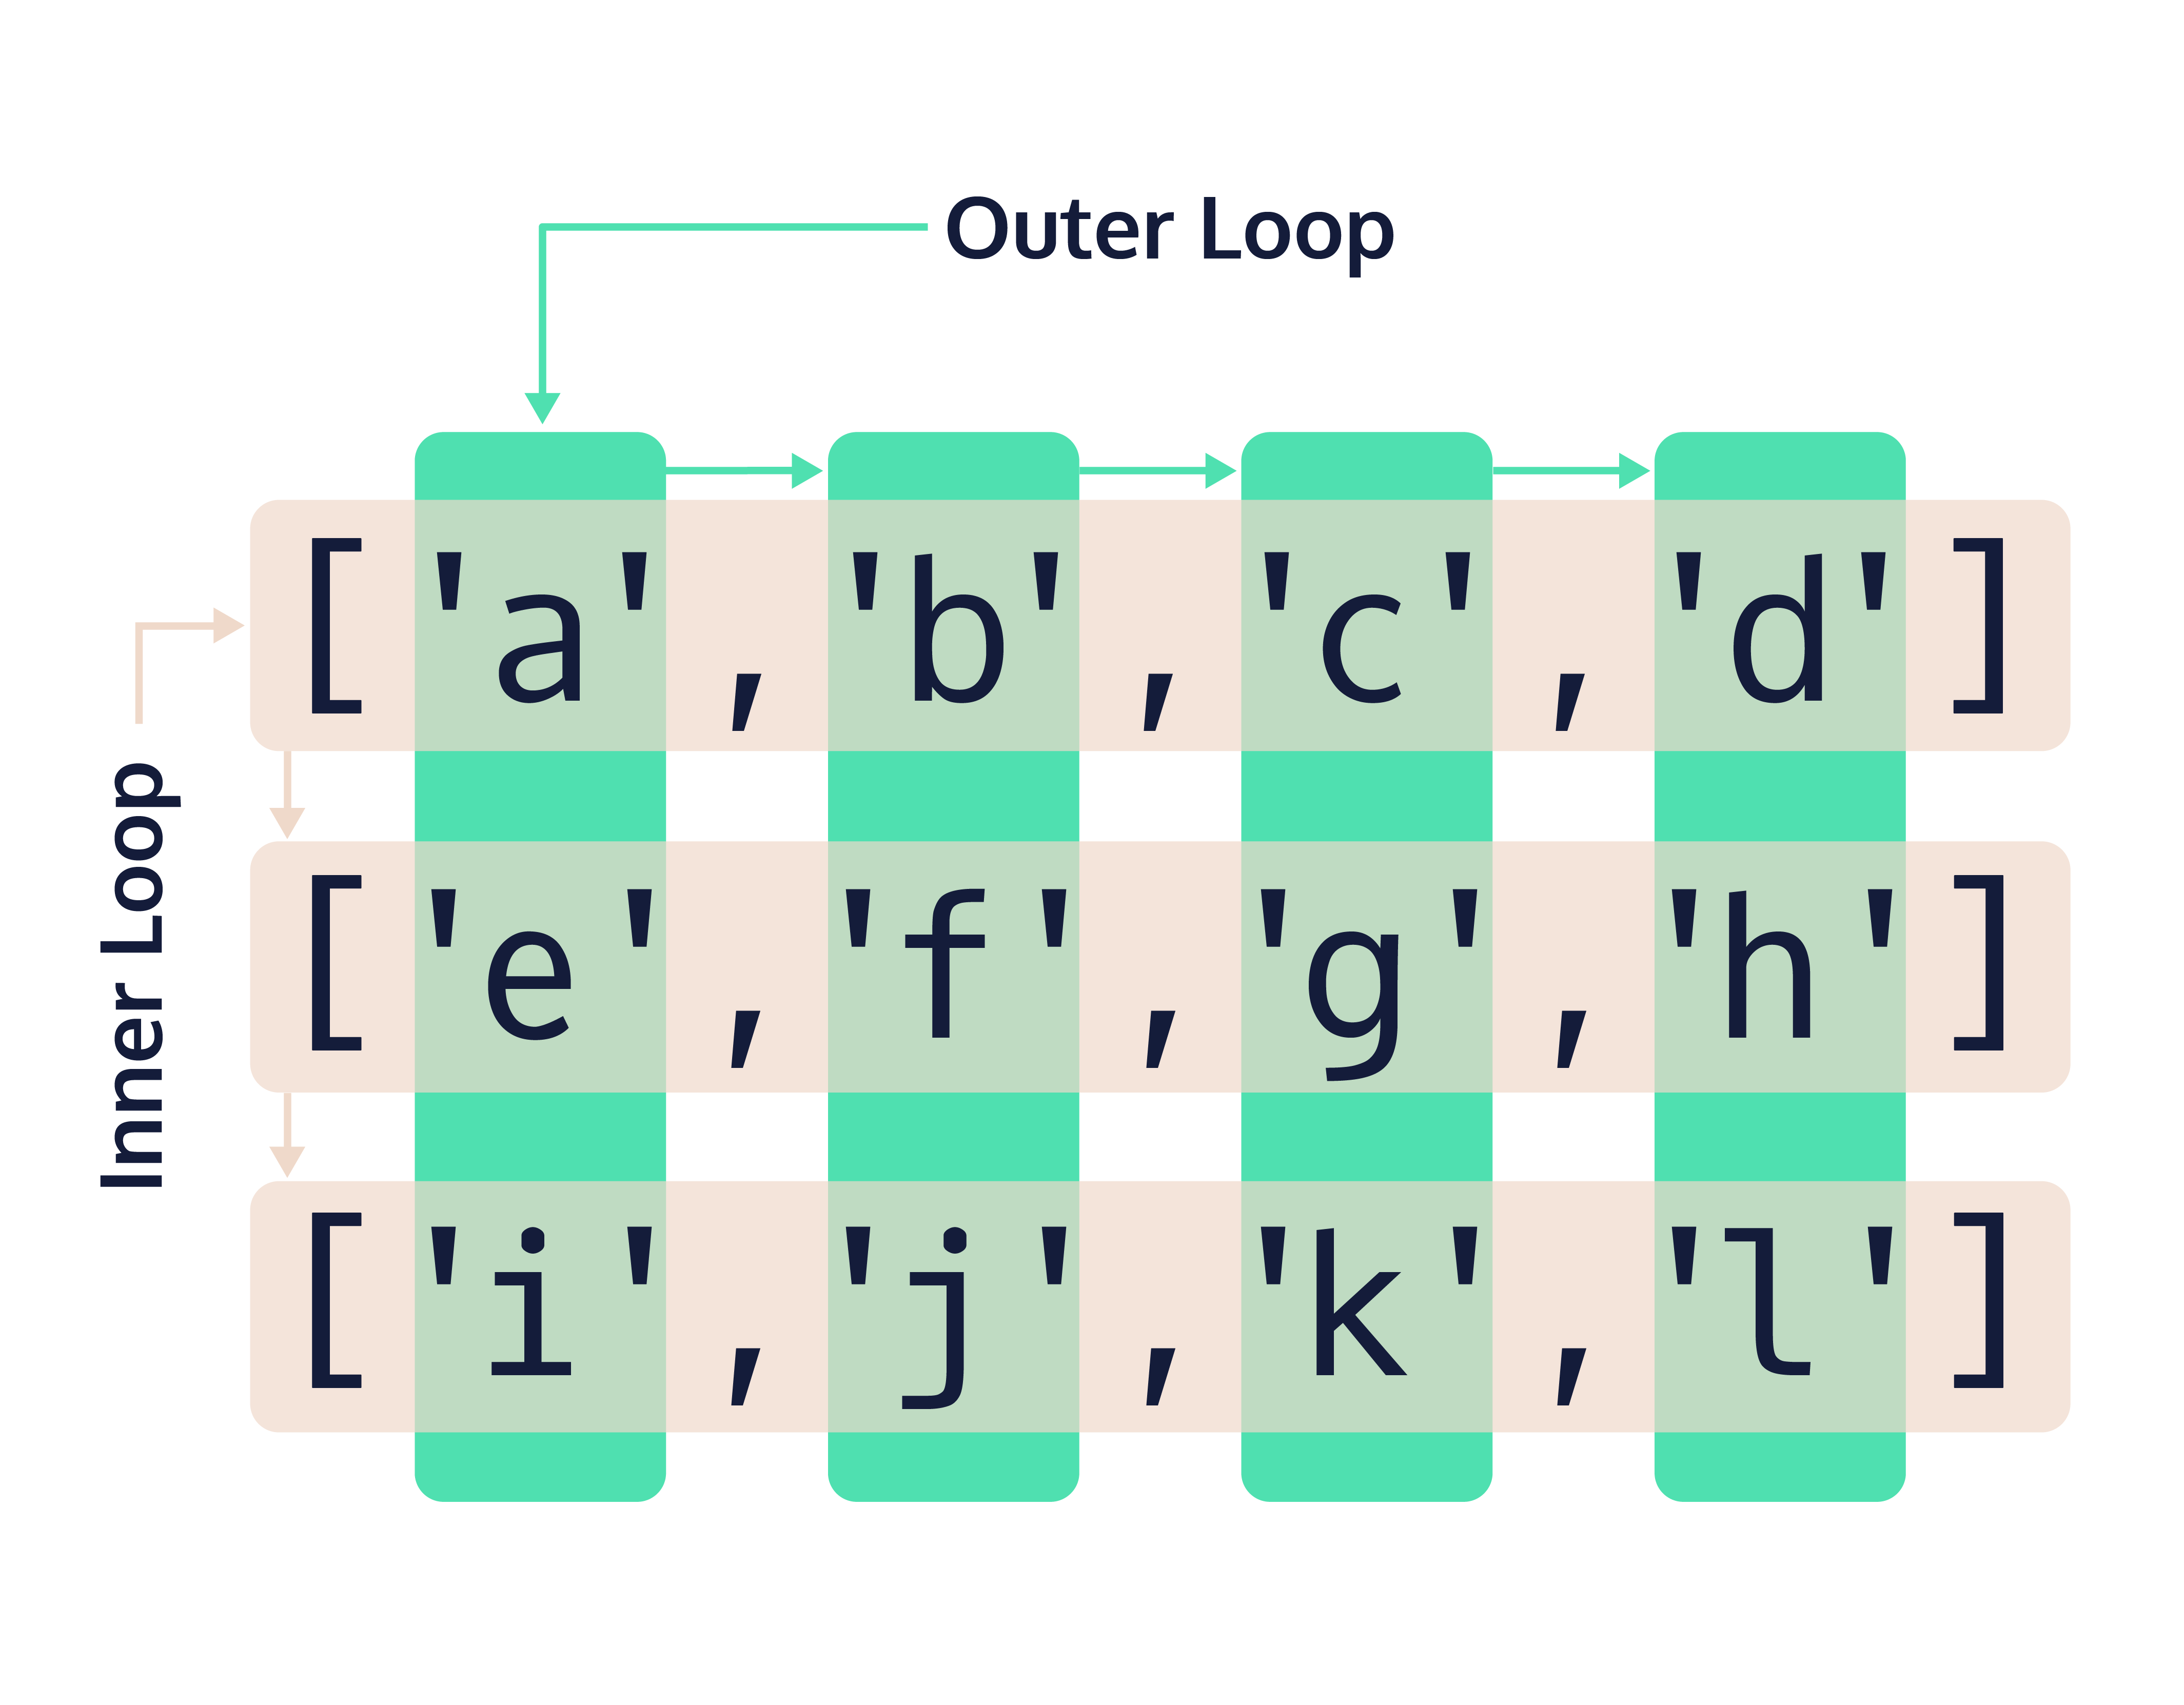 Outer Loop
Inner Loop
['a', 'b', 'c', 'd']
['e', 'f', 'g', 'h']
['i', 'j', 'k', 'l']